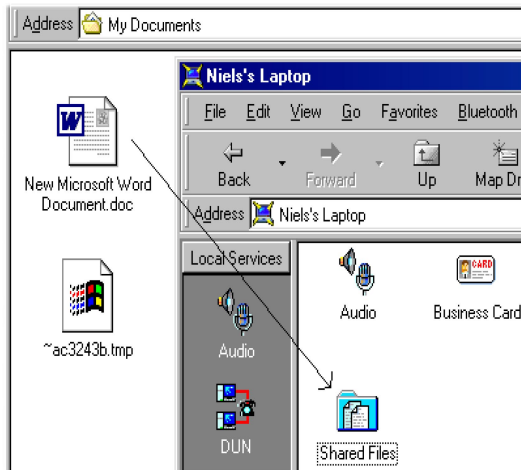 Address My Documents
Niels's Laptop
File Edit View Go Favorites Bluetooth
Back Forward Up Map Dr
Address Niels's Laptop
New Microsoft Word
Document.doc
~ac3243b.tmp
Local Services
Audio
DUN
Audio Business Card
Shared Files